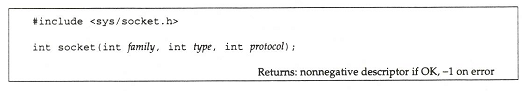 #include <sys/socket.h>
int socket(int family, int type, int protocol);
Returns: nonnegative descriptor if OK, –1 on error